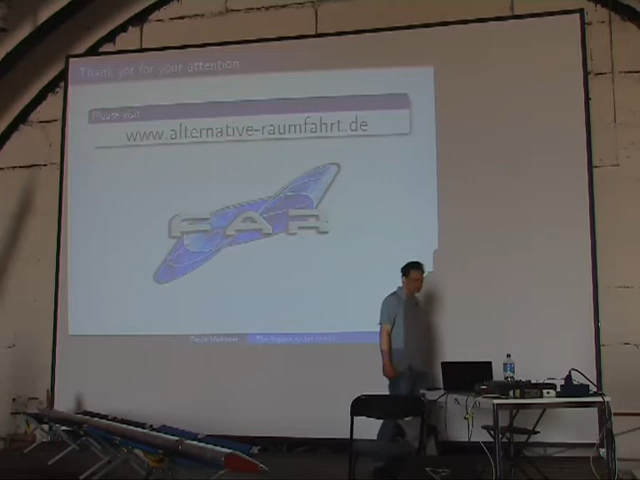 Thank you for your attention
Please visit
www.alternative-raumfahrt.de
FAR